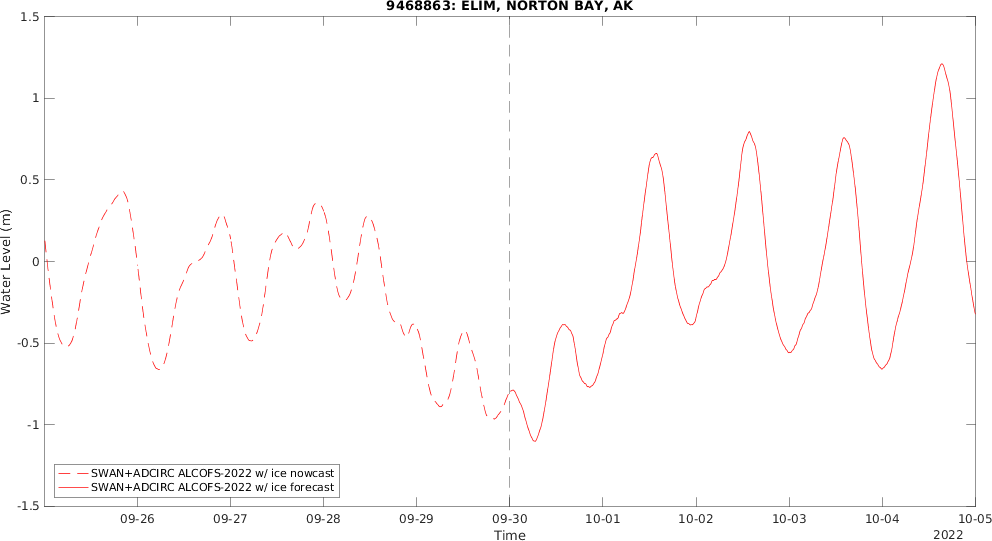 9468863: ELIM, NORTON BAY, AK
1.5
1
0.5
0
-0.5
-1
-1.5
Water Level (m)
SWAN+ADCIRC ALCOFS-2022 w/ ice nowcast
SWAN+ADCIRC ALCOFS-2022 w/ ice forecast
09-26 09-27 09-28 09-29 09-30 10-01 10-02 10-03 10-04 10-05
Time
2022